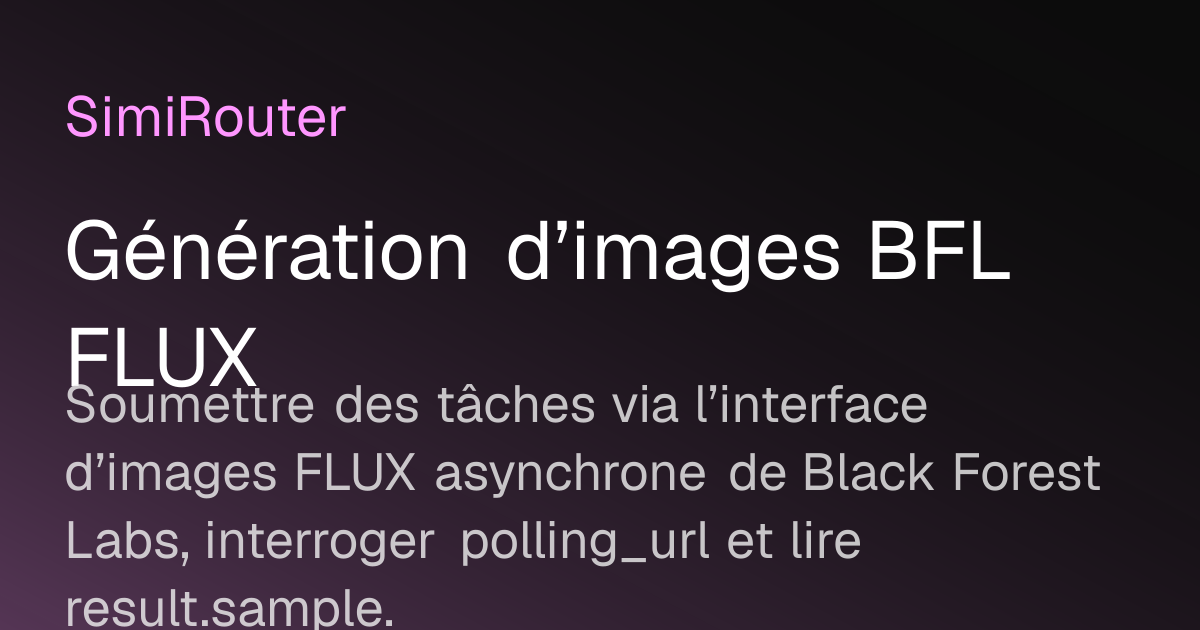 SimiRouter
Génération d’images BFL
FLUX
Soumettre des tâches via l’interface
d’images FLUX asynchrone de Black Forest
Labs, interroger polling_url et lire
result.sample.